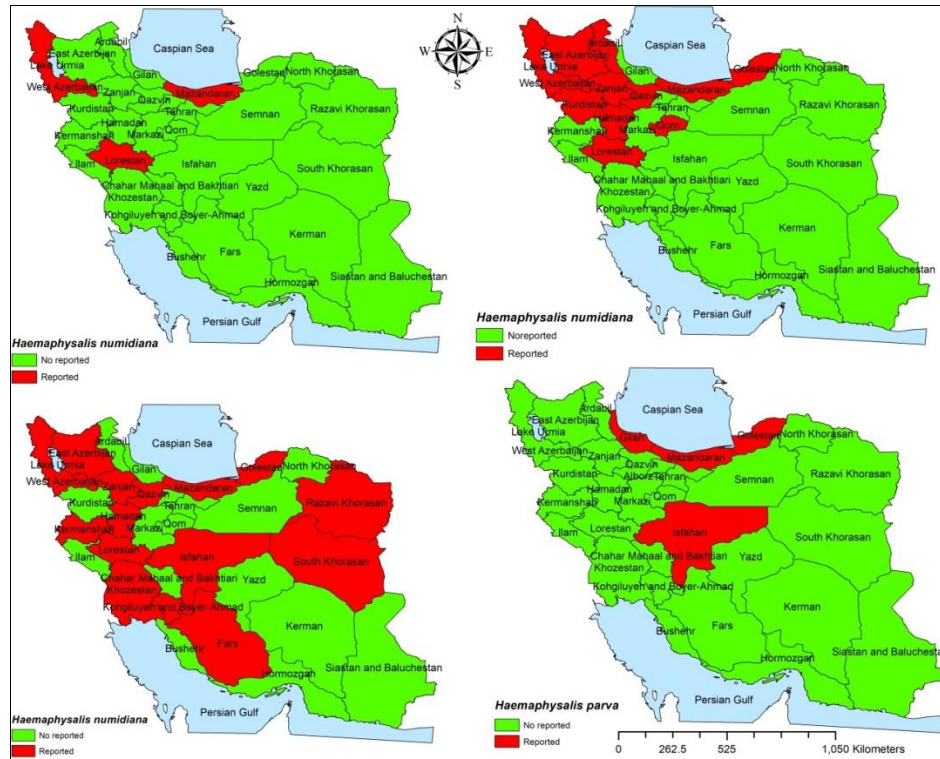 N
W E
S
Caspian Sea
Ardabil
East Azerbijan
Lake Urmia
Gilan
Golestan
North Khorasan
West Azerbaijan
Zanjan
Mazandaran
Qazvin
Kurdistan
Tehran
Semnan
Razavi Khorasan
Hamadan
Qom
Kermanshah
Markazi
Lorestan
Ilam
Isfahan
South Khorasan
Chahar Mahaal and Bakhtiari
Yazd
Khozestan
Kohgiluyeh and Boyer-Ahmad
Kerman
Fars
Bushehr
Siastan and Baluchestan
Hormozgan
Persian Gulf
Haemaphysalis numidiana
No reported
Reported
Caspian Sea
Ardabil
East Azerbijan
Lake Urmia
Gilan
Golestan
North Khorasan
West Azerbaijan
Zanjan
Mazandaran
Qazvin
Kurdistan
Tehran
Semnan
Razavi Khorasan
Hamadan
Qom
Kermanshah
Markazi
Lorestan
Ilam
Isfahan
South Khorasan
Chahar Mahaal and Bakhtiari
Yazd
Khozestan
Kohgiluyeh and Boyer-Ahmad
Kerman
Fars
Bushehr
Siastan and Baluchestan
Hormozgan
Persian Gulf
Haemaphysalis numidiana
Noreported
Reported
Caspian Sea
Ardabil
East Azerbijan
Lake Urmia
Gilan
Golestan
North Khorasan
West Azerbaijan
Zanjan
Mazandaran
Qazvin
Kurdistan
Tehran
Semnan
Razavi Khorasan
Hamadan
Qom
Kermanshah
Markazi
Lorestan
Ilam
Isfahan
South Khorasan
Chahar Mahaal and Bakhtiari
Yazd
Khozestan
Kohgiluyeh and Boyer-Ahmad
Kerman
Fars
Bushehr
Siastan and Baluchestan
Hormozgan
Persian Gulf
Haemaphysalis numidiana
No reported
Reported
Caspian Sea
Ardabil
East Azerbijan
Lake Urmia
Gilan
Golestan
North Khorasan
West Azerbaijan
Zanjan
Mazandaran
Qazvin
Kurdistan
Alborz
Tehran
Semnan
Razavi Khorasan
Hamadan
Qom
Kermanshah
Markazi
Lorestan
Ilam
Isfahan
South Khorasan
Chahar Mahaal and Bakhtiari
Yazd
Khozestan
Kohgiluyeh and Boyer-Ahmad
Kerman
Fars
Bushehr
Siastan and Baluchestan
Hormozgan
Persian Gulf
Haemaphysalis parva
No reported
Reported
0 262.5 525 1,050 Kilometers